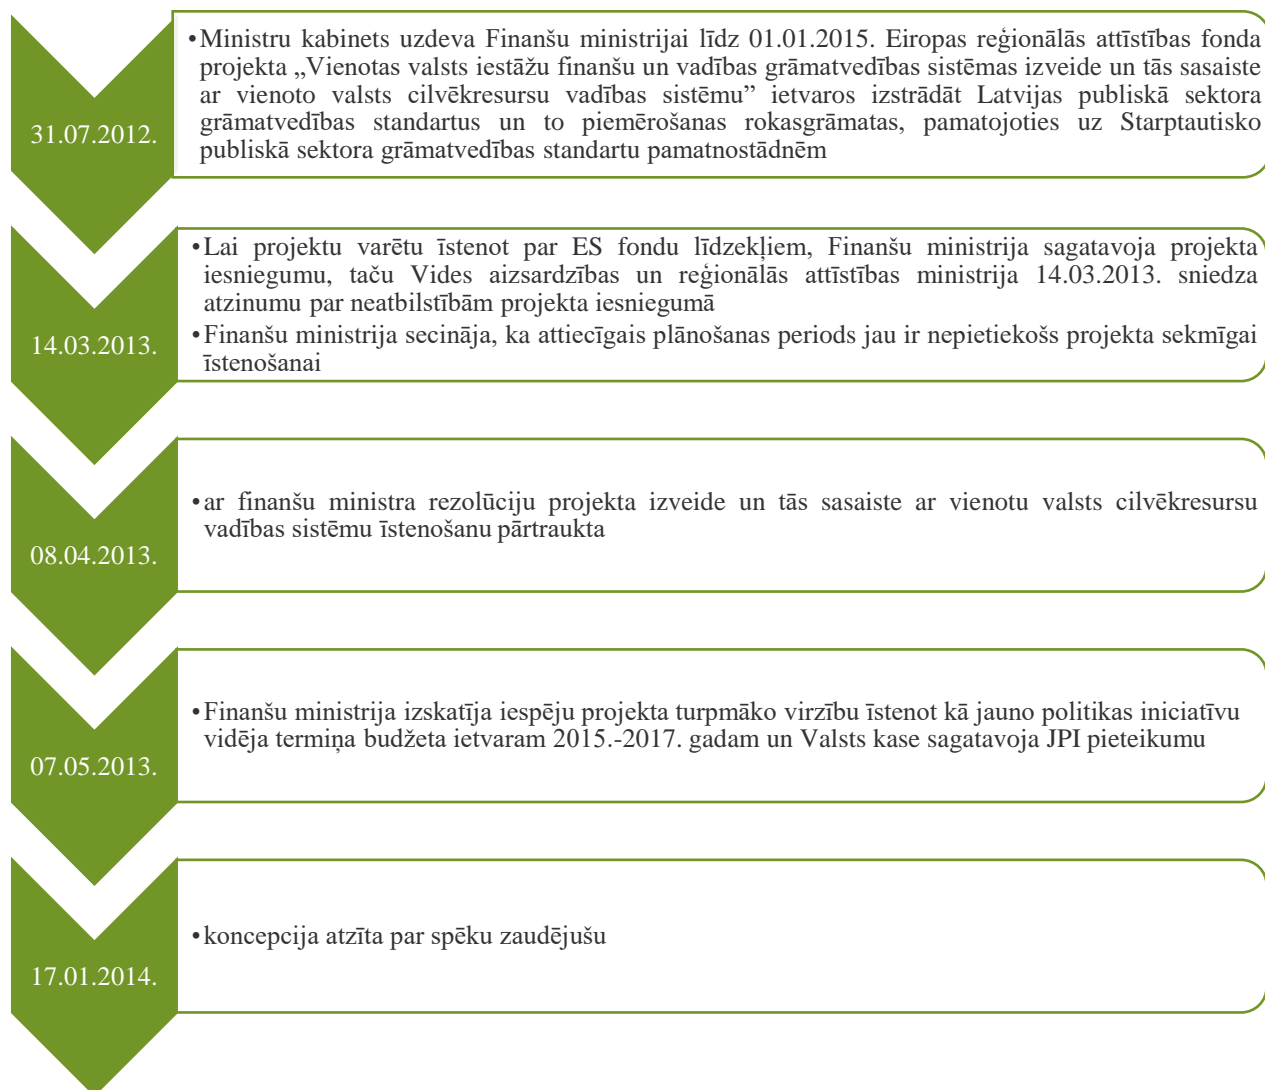 31.07.2012.
•Ministru kabinets uzdeva Finanšu ministrijai līdz 01.01.2015. Eiropas reģionālās attīstības fonda
projekta „Vienotas valsts iestāžu finanšu un vadības grāmatvedības sistēmas izveide un tās sasaiste
ar vienoto valsts cilvēkresursu vadības sistēmu” ietvaros izstrādāt Latvijas publiskā sektora
grāmatvedības standartus un to piemērošanas rokasgrāmatas, pamatojoties uz Starptautisko
publiskā sektora grāmatvedības standartu pamatnostādnēm
14.03.2013.
•Lai projektu varētu īstenot par ES fondu līdzekļiem, Finanšu ministrija sagatavoja projekta
iesniegumu, taču Vides aizsardzības un reģionālās attīstības ministrija 14.03.2013. sniedza
atzinumu par neatbilstībām projekta iesniegumā
•Finanšu ministrija secināja, ka attiecīgais plānošanas periods jau ir nepietiekošs projekta sekmīgai
īstenošanai
08.04.2013.
•ar finanšu ministra rezolūciju projekta izveide un tās sasaiste ar vienotu valsts cilvēkresursu
vadības sistēmu īstenošanu pārtraukta
07.05.2013.
•Finanšu ministrija izskatīja iespēju projekta turpmāko virzību īstenot kā jauno politikas iniciatīvu
vidēja termiņa budžeta ietvaram 2015.-2017. gadam un Valsts kase sagatavoja JPI pieteikumu
17.01.2014.
•koncepcija atzīta par spēku zaudējušu